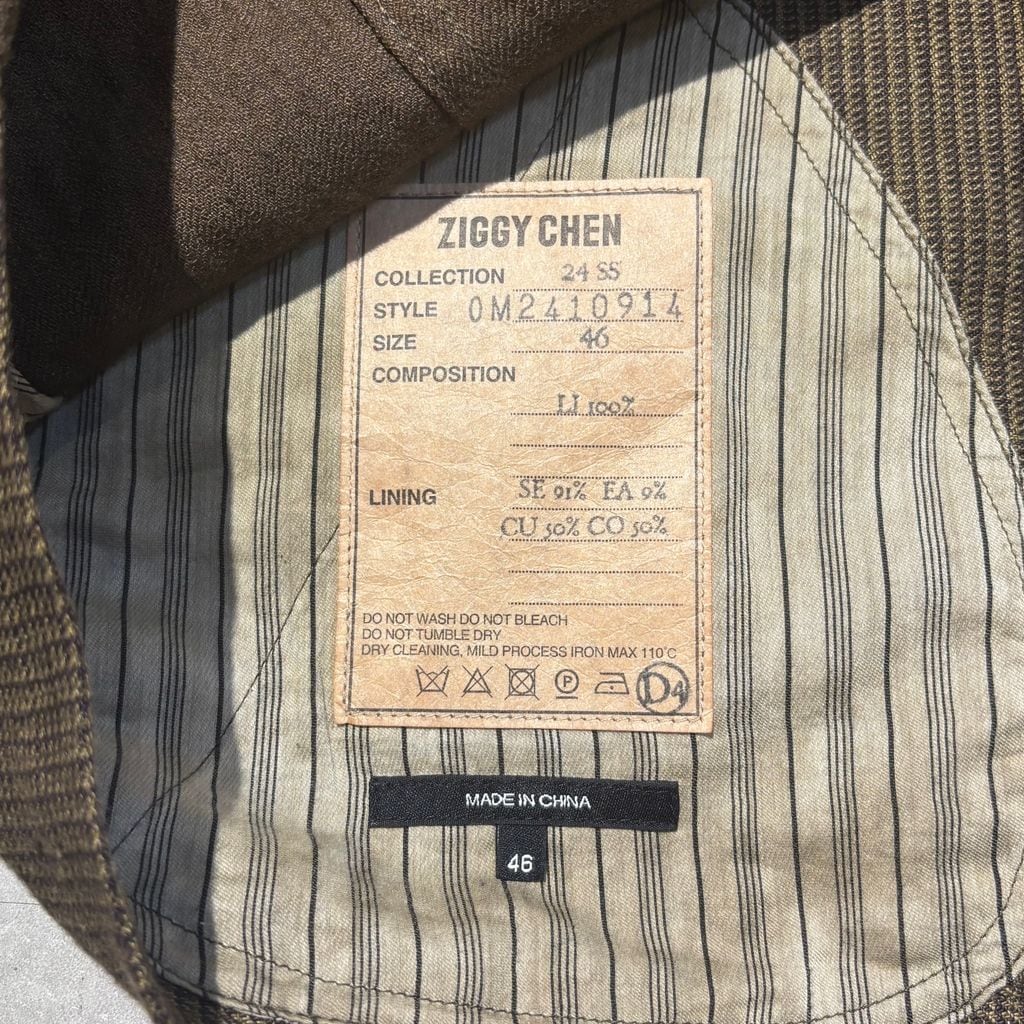 ZIGGY CHEN
COLLECTION 24 SS
STYLE 0M2410914
SIZE 46
COMPOSITION
LI 100%
LINING SE 91% EA 9%
CU 50% CO 50%
DO NOT WASH DO NOT BLEACH
DO NOT TUMBLE DRY
DRY CLEANING, MILD PROCESS IRON MAX 110°C
P D4
MADE IN CHINA
46